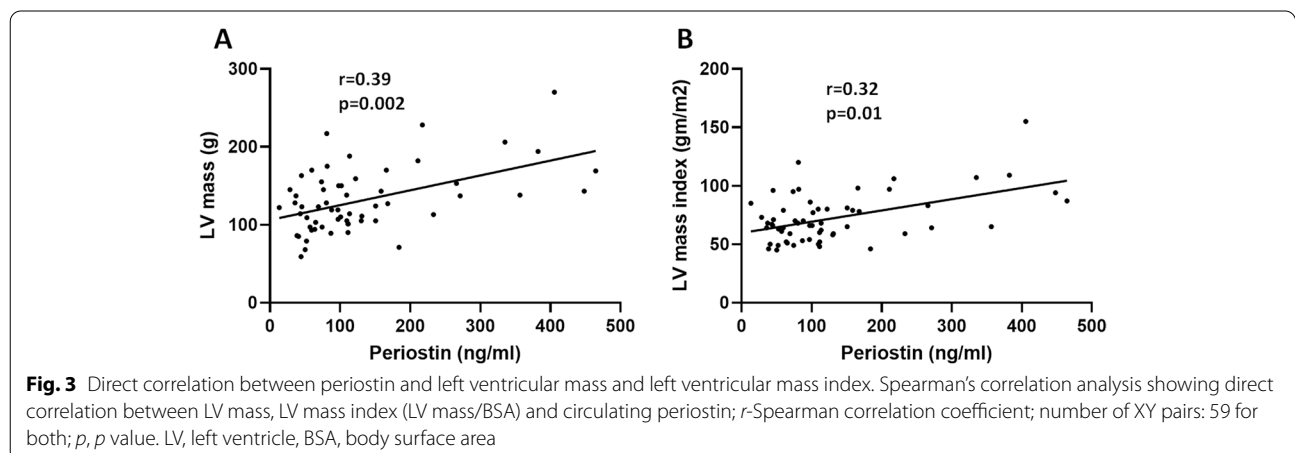 A
300
200
100
0
LV mass (g)
r=0.39
p=0.002
0 100 200 300 400 500
Periostin (ng/ml)
B
200
150
100
50
0
LV mass index (gm/m2)
r=0.32
p=0.01
0 100 200 300 400 500
Periostin (ng/ml)
Fig. 3 Direct correlation between periostin and left ventricular mass and left ventricular mass index. Spearman’s correlation analysis showing direct
correlation between LV mass, LV mass index (LV mass/BSA) and circulating periostin; r-Spearman correlation coefficient; number of XY pairs: 59 for
both; p, p value. LV, left ventricle, BSA, body surface area